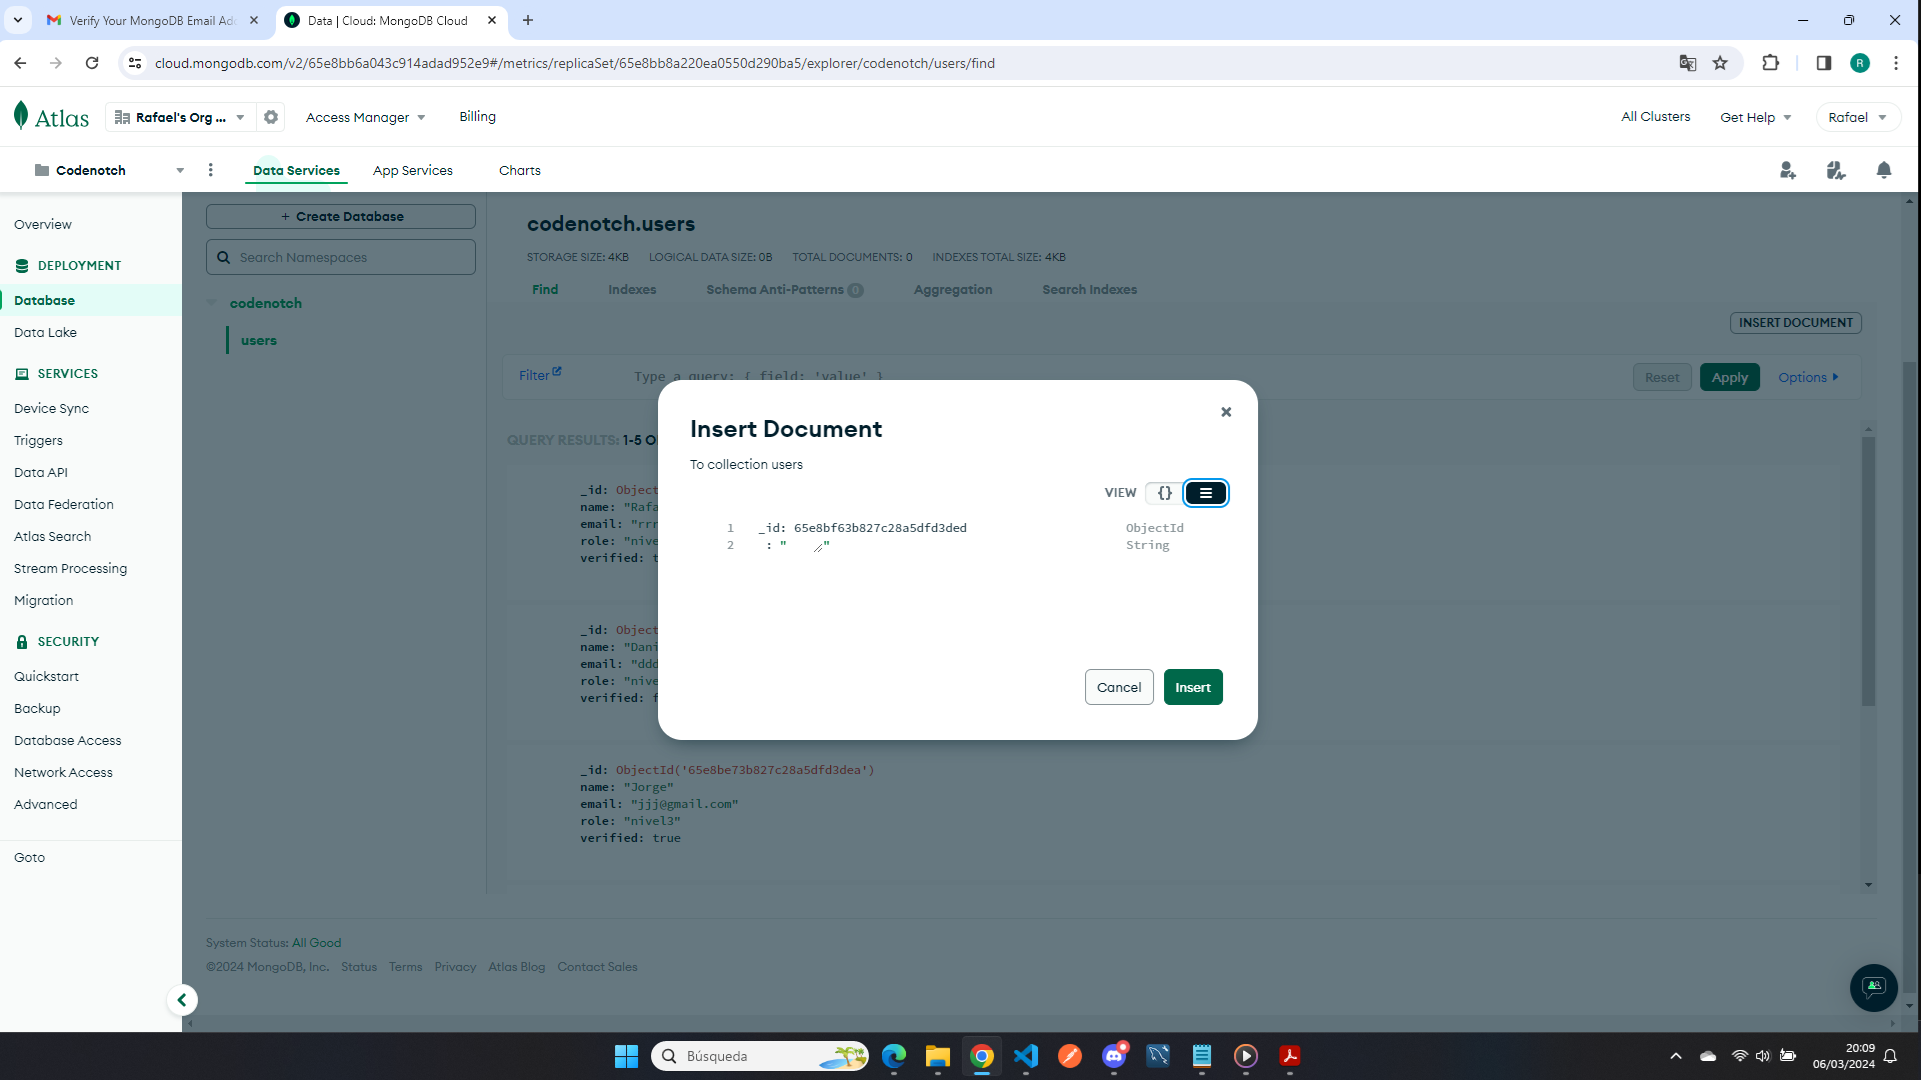 Verify Your MongoDB Email Ad
Data | Cloud: MongoDB Cloud
cloud.mongodb.com/v2/65e8bb6a043c914adad952e9#/metrics/replicaSet/65e8bb8a220ea0550d290ba5/explorer/codenotch/users/find
R
Atlas
Rafael's Org ...
Access Manager
Billing
All Clusters
Get Help
Rafael
Codenotch
Data Services
App Services
Charts
Overview
DEPLOYMENT
Database
Data Lake
SERVICES
Device Sync
Triggers
Data API
Data Federation
Atlas Search
Stream Processing
Migration
SECURITY
Quickstart
Backup
Database Access
Network Access
Advanced
Goto
+ Create Database
Search Namespaces
codenotch
users
codenotch.users
STORAGE SIZE: 4KB LOGICAL DATA SIZE: 0B TOTAL DOCUMENTS: 0 INDEXES TOTAL SIZE: 4KB
Find
Indexes
Schema Anti-Patterns 0
Aggregation
Search Indexes
INSERT DOCUMENT
Filter
Type a query: { field: 'value' }
Reset
Apply
Options
QUERY RESULTS: 1-5 O
_id: Object
name: "Rafa
email: "rrr
role: "nive
verified: t
_id: Object
name: "Dani
email: "ddd
role: "nive
verified: f
_id: ObjectId('65e8be73b827c28a5dfd3dea')
name: "Jorge"
email: "jjj@gmail.com"
role: "nivel3"
verified: true
Insert Document
To collection users
VIEW {}
1 _id: 65e8bf63b827c28a5dfd3ded ObjectId
2 : " " String
Cancel
Insert
System Status: All Good
©2024 MongoDB, Inc. Status Terms Privacy Atlas Blog Contact Sales
Búsqueda
20:09
06/03/2024